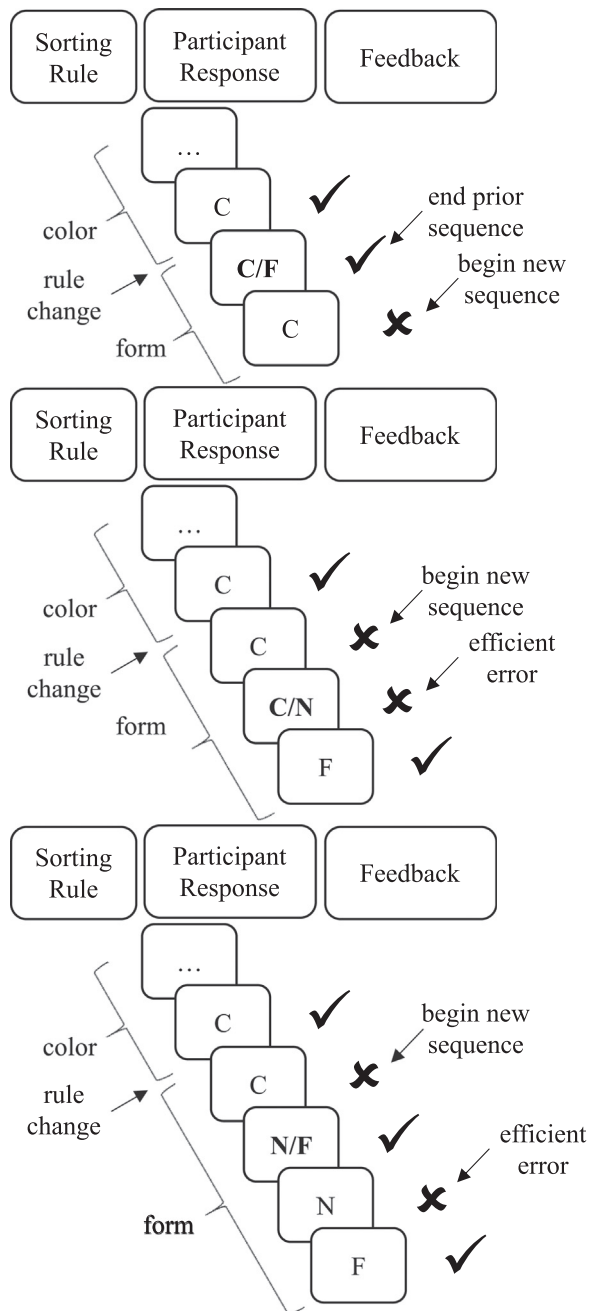 Sorting
Rule
Participant
Response
Feedback
...
C
color
end prior
sequence
C/F
rule
change
begin new
sequence
C
form
Sorting
Rule
Participant
Response
Feedback
...
C
color
begin new
sequence
C
rule
change
efficient
error
C/N
form
F
Sorting
Rule
Participant
Response
Feedback
...
C
color
begin new
sequence
C
rule
change
N/F
efficient
error
N
form
F